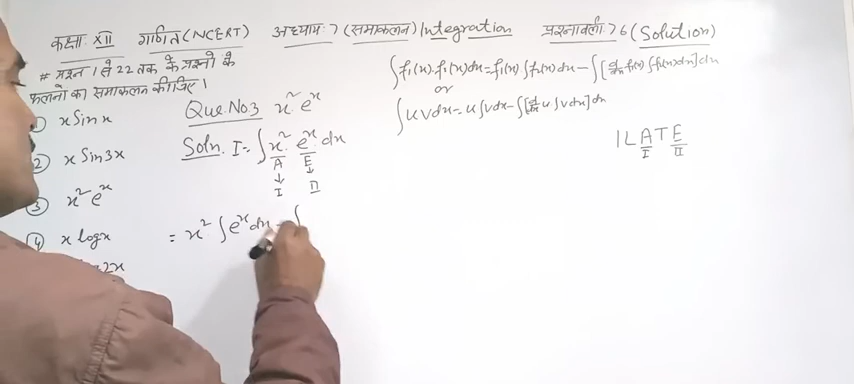 कक्षा XII गणित (NCERT) अध्याय 7 (समाकलन) Integration प्रश्नावली 7.6 (Solution)
# प्रश्न 1 से 22 तक के प्रश्नों के
फलनों का समाकलन कीजिए।
① x Sin x
② x Sin 3x
③ x² eˣ
④ x log x
2x
Que. No 3 x² eˣ
Soln. I = ∫ x² eˣ dx
A E
↓ ↓
I II
= x² ∫ eˣ dx - ∫
∫ f₁(x) · f₂(x) dx = f₁(x) ∫ f₂(x) dx - ∫ [d/dx f₁(x) ∫ f₂(x) dx] dx
or
∫ u v dx = u ∫ v dx - ∫ [d/dx u ∫ v dx] dx
I L A T E
I II